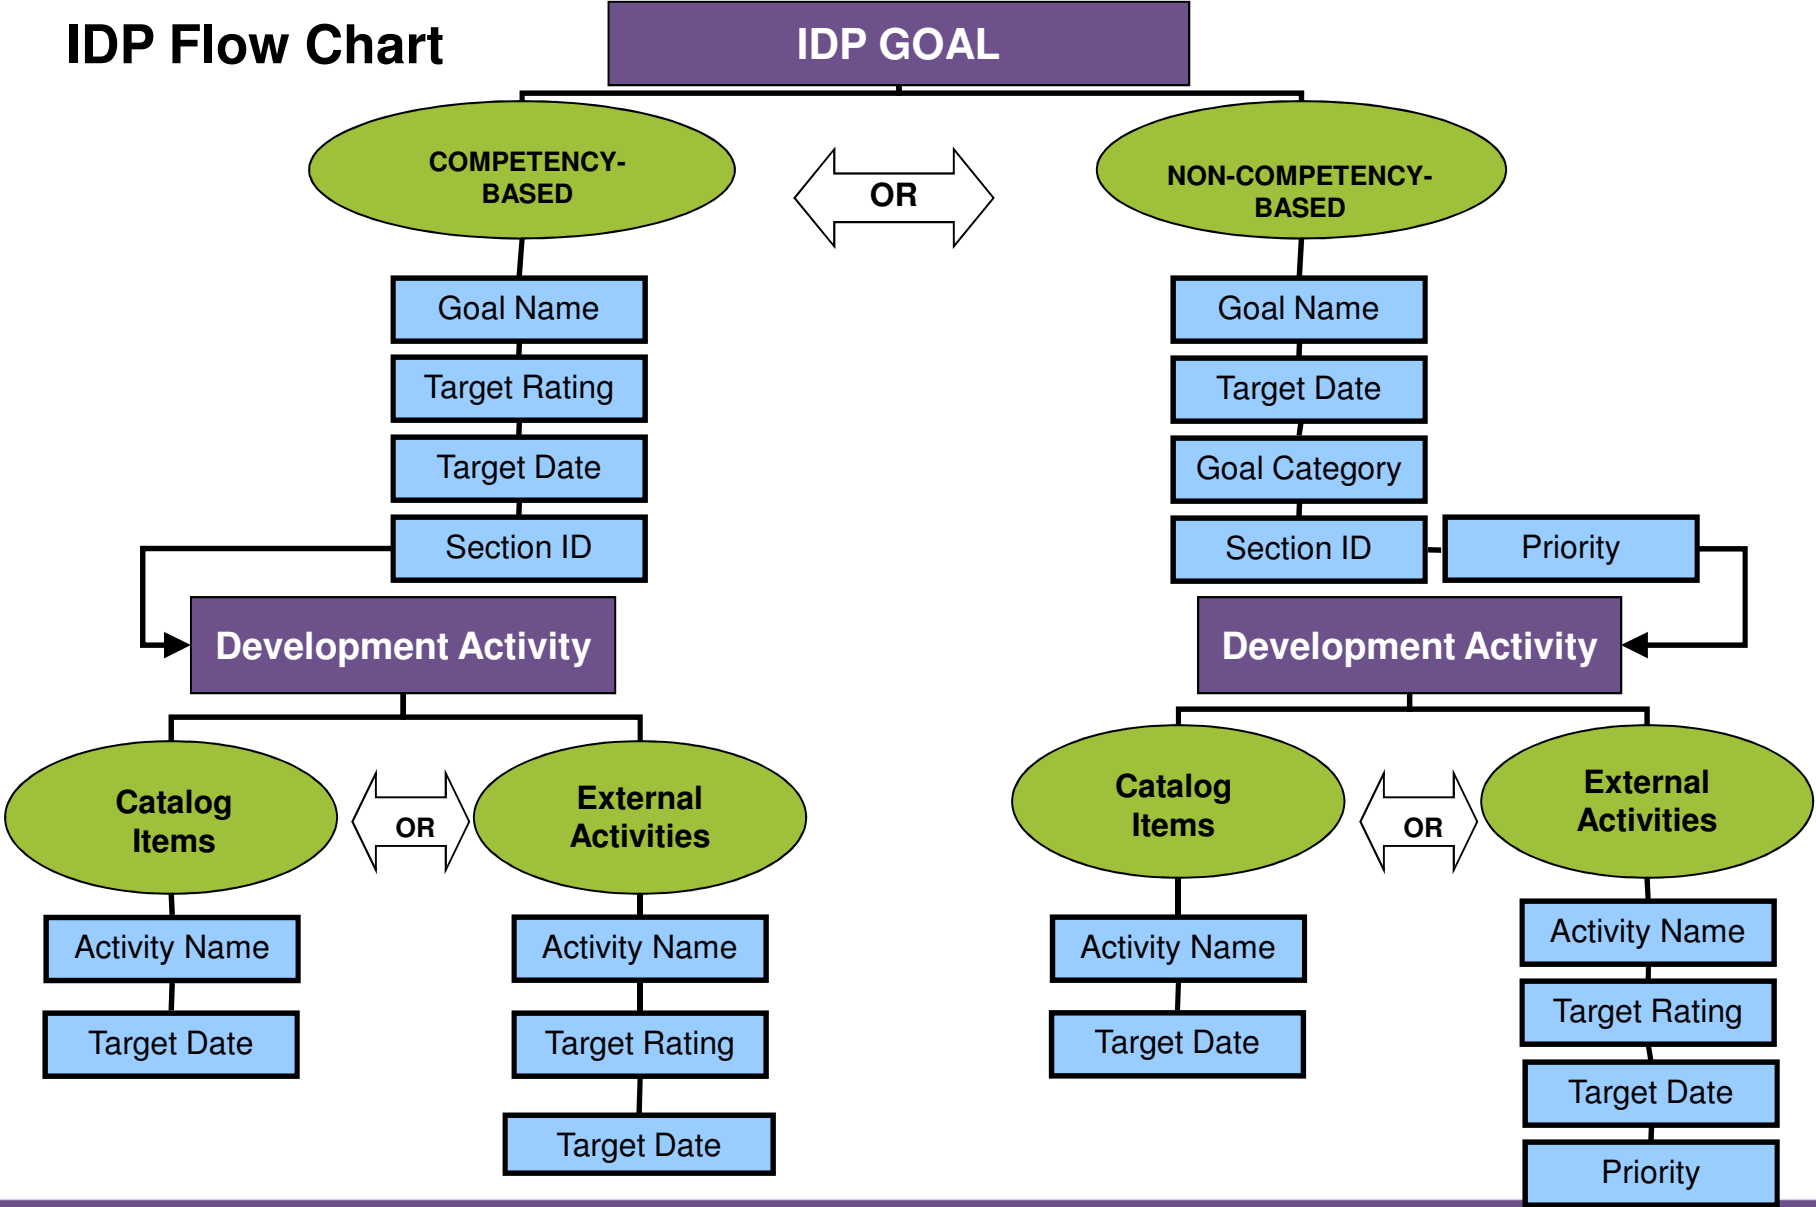 IDP Flow Chart
IDP GOAL
COMPETENCY-
BASED
OR
NON-COMPETENCY-
BASED
Goal Name
Target Rating
Target Date
Section ID
Goal Name
Target Date
Goal Category
Section ID
Priority
Development Activity
Development Activity
Catalog
Items
OR
External
Activities
Activity Name
Target Date
Activity Name
Target Rating
Target Date
Catalog
Items
OR
External
Activities
Activity Name
Target Date
Activity Name
Target Rating
Target Date
Priority